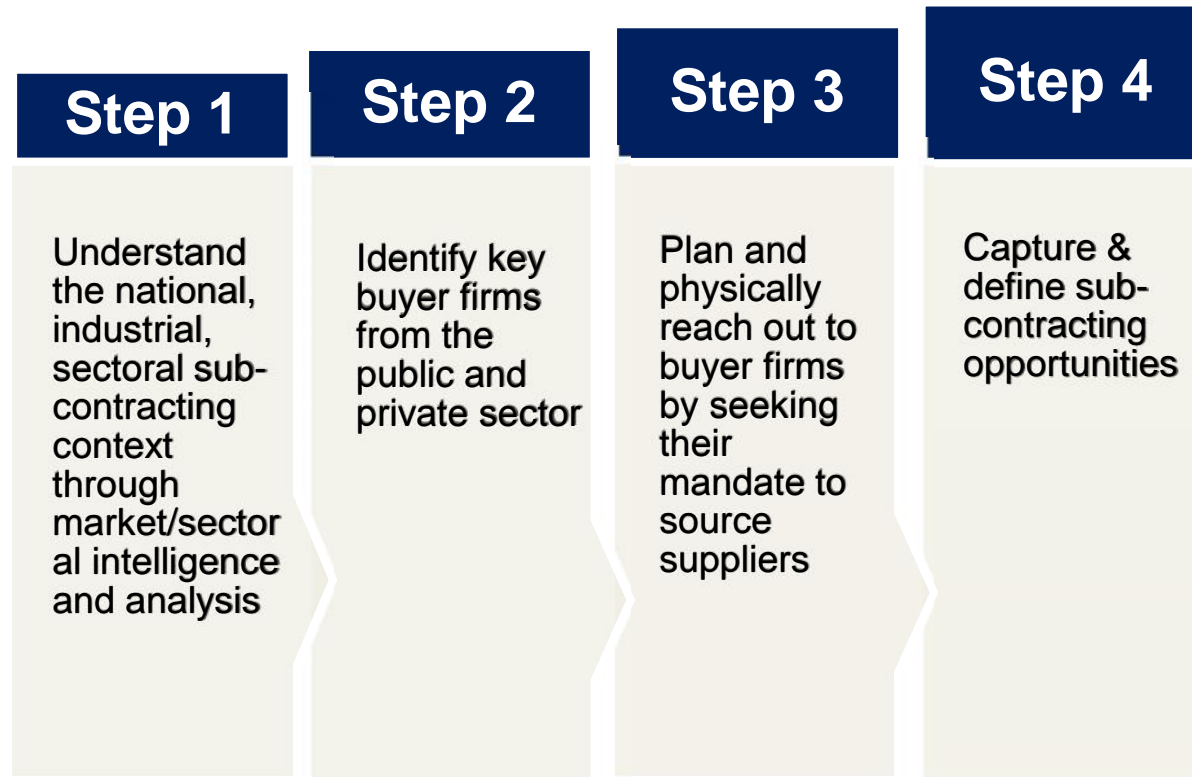 Step 1
Understand
the national,
industrial,
sectoral sub-
contracting
context
through
market/sector
al intelligence
and analysis
Step 2
Identify key
buyer firms
from the
public and
private sector
Step 3
Plan and
physically
reach out to
buyer firms
by seeking
their
mandate to
source
suppliers
Step 4
Capture &
define sub-
contracting
opportunities